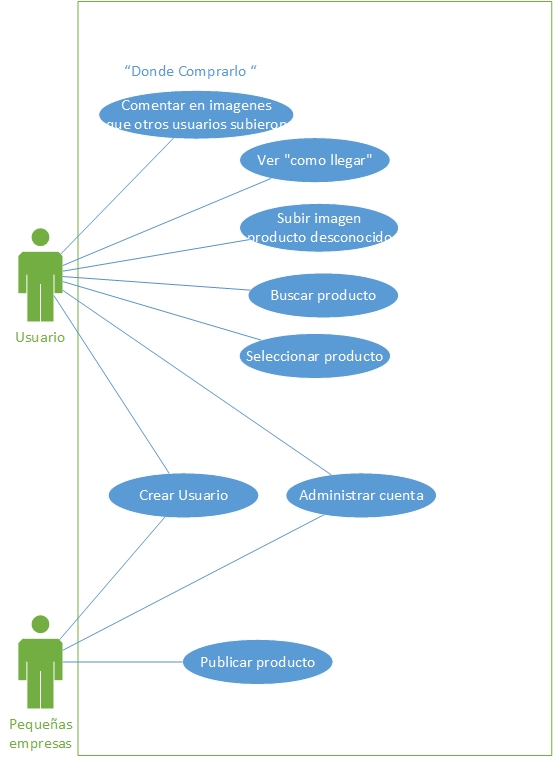 “Donde Comprarlo “
Comentar en imagenes
que otros usuarios subieron
Ver "como llegar"
Subir imagen
producto desconocido
Buscar producto
Usuario
Seleccionar producto
Crear Usuario
Administrar cuenta
Publicar producto
Pequeñas
empresas